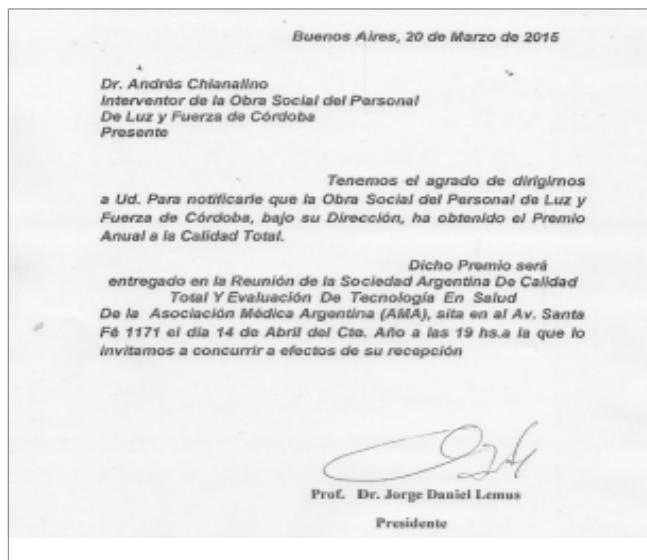 Buenos Aires, 20 de Marzo de 2015
Dr. Andrés Chianalino
Interventor de la Obra Social del Personal
De Luz y Fuerza de Córdoba
Presente
Tenemos el agrado de dirigirnos
a Ud. Para notificarle que la Obra Social del Personal de Luz y
Fuerza de Córdoba, bajo su Dirección, ha obtenido el Premio
Anual a la Calidad Total.
Dicho Premio será
entregado en la Reunión de la Sociedad Argentina De Calidad
Total Y Evaluación De Tecnología En Salud
De la Asociación Médica Argentina (AMA), sita en al Av. Santa
Fé 1171 el día 14 de Abril del Cte. Año a las 19 hs.a la que lo
invitamos a concurrir a efectos de su recepción
Prof. Dr. Jorge Daniel Lemus
Presidente